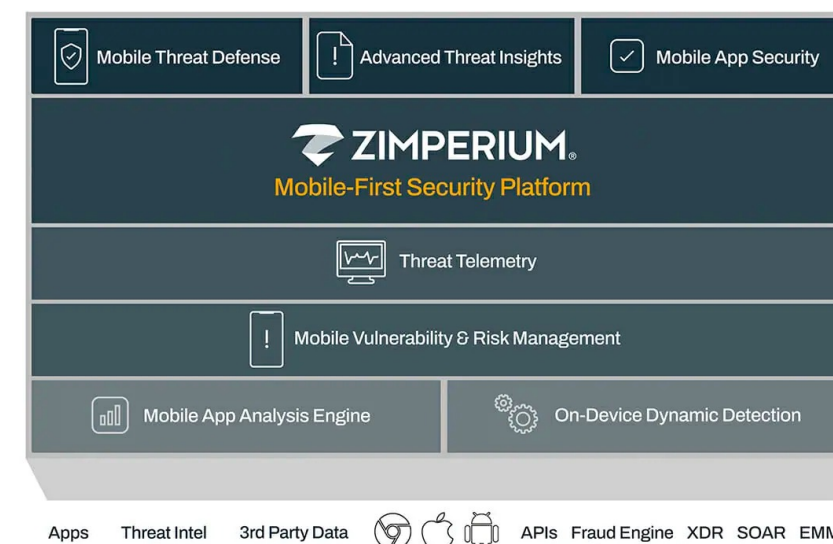 Mobile Threat Defense
Advanced Threat Insights
Mobile App Security
ZIMPERIUM®
Mobile-First Security Platform
Threat Telemetry
Mobile Vulnerability & Risk Management
Mobile App Analysis Engine
On-Device Dynamic Detection
Apps Threat Intel 3rd Party Data APIs Fraud Engine XDR SOAR EMM